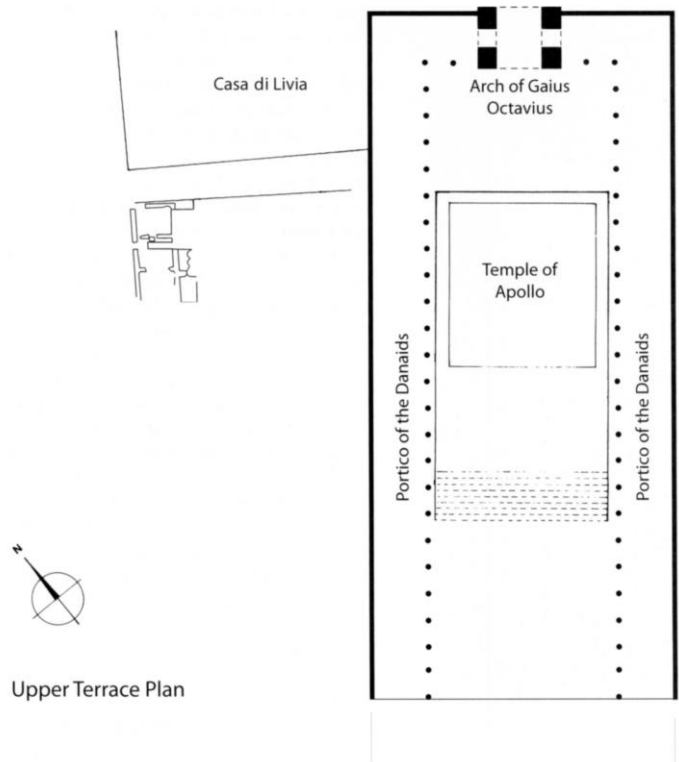 Casa di Livia
Arch of Gaius
Octavius
Temple of
Apollo
Portico of the Danaids
Portico of the Danaids
N
Upper Terrace Plan